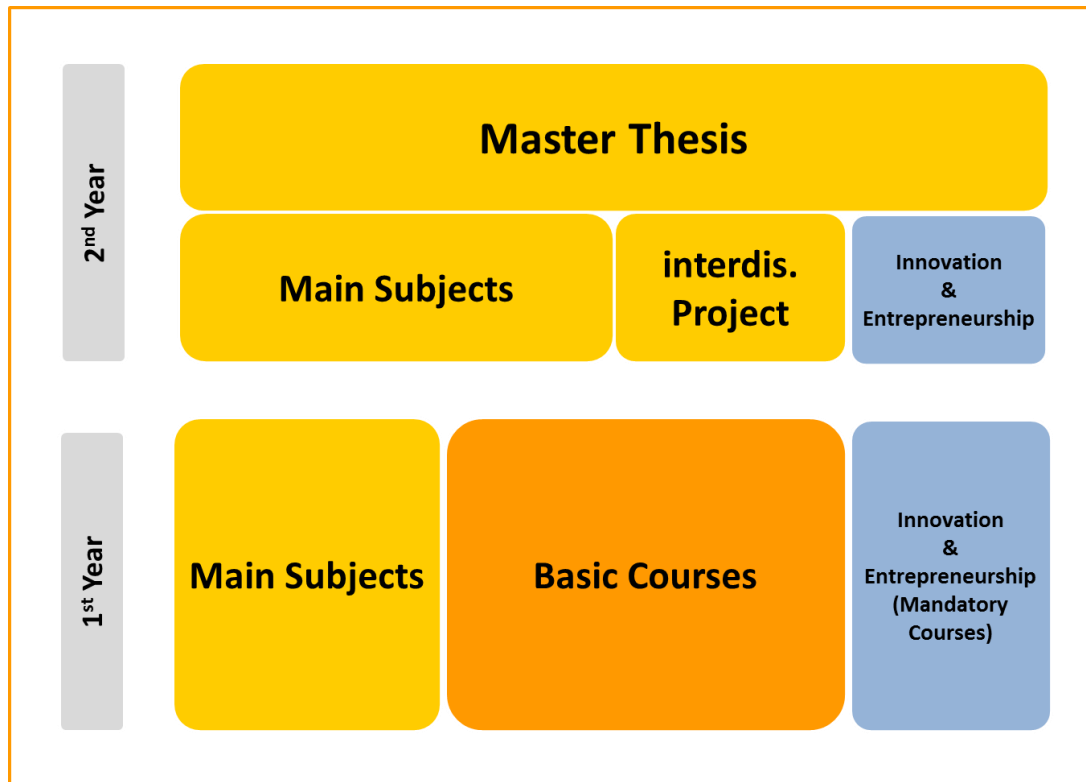 2nd Year
Master Thesis
Main Subjects
interdis.
Project
Innovation
&
Entrepreneurship
1st Year
Main Subjects
Basic Courses
Innovation
&
Entrepreneurship
(Mandatory
Courses)